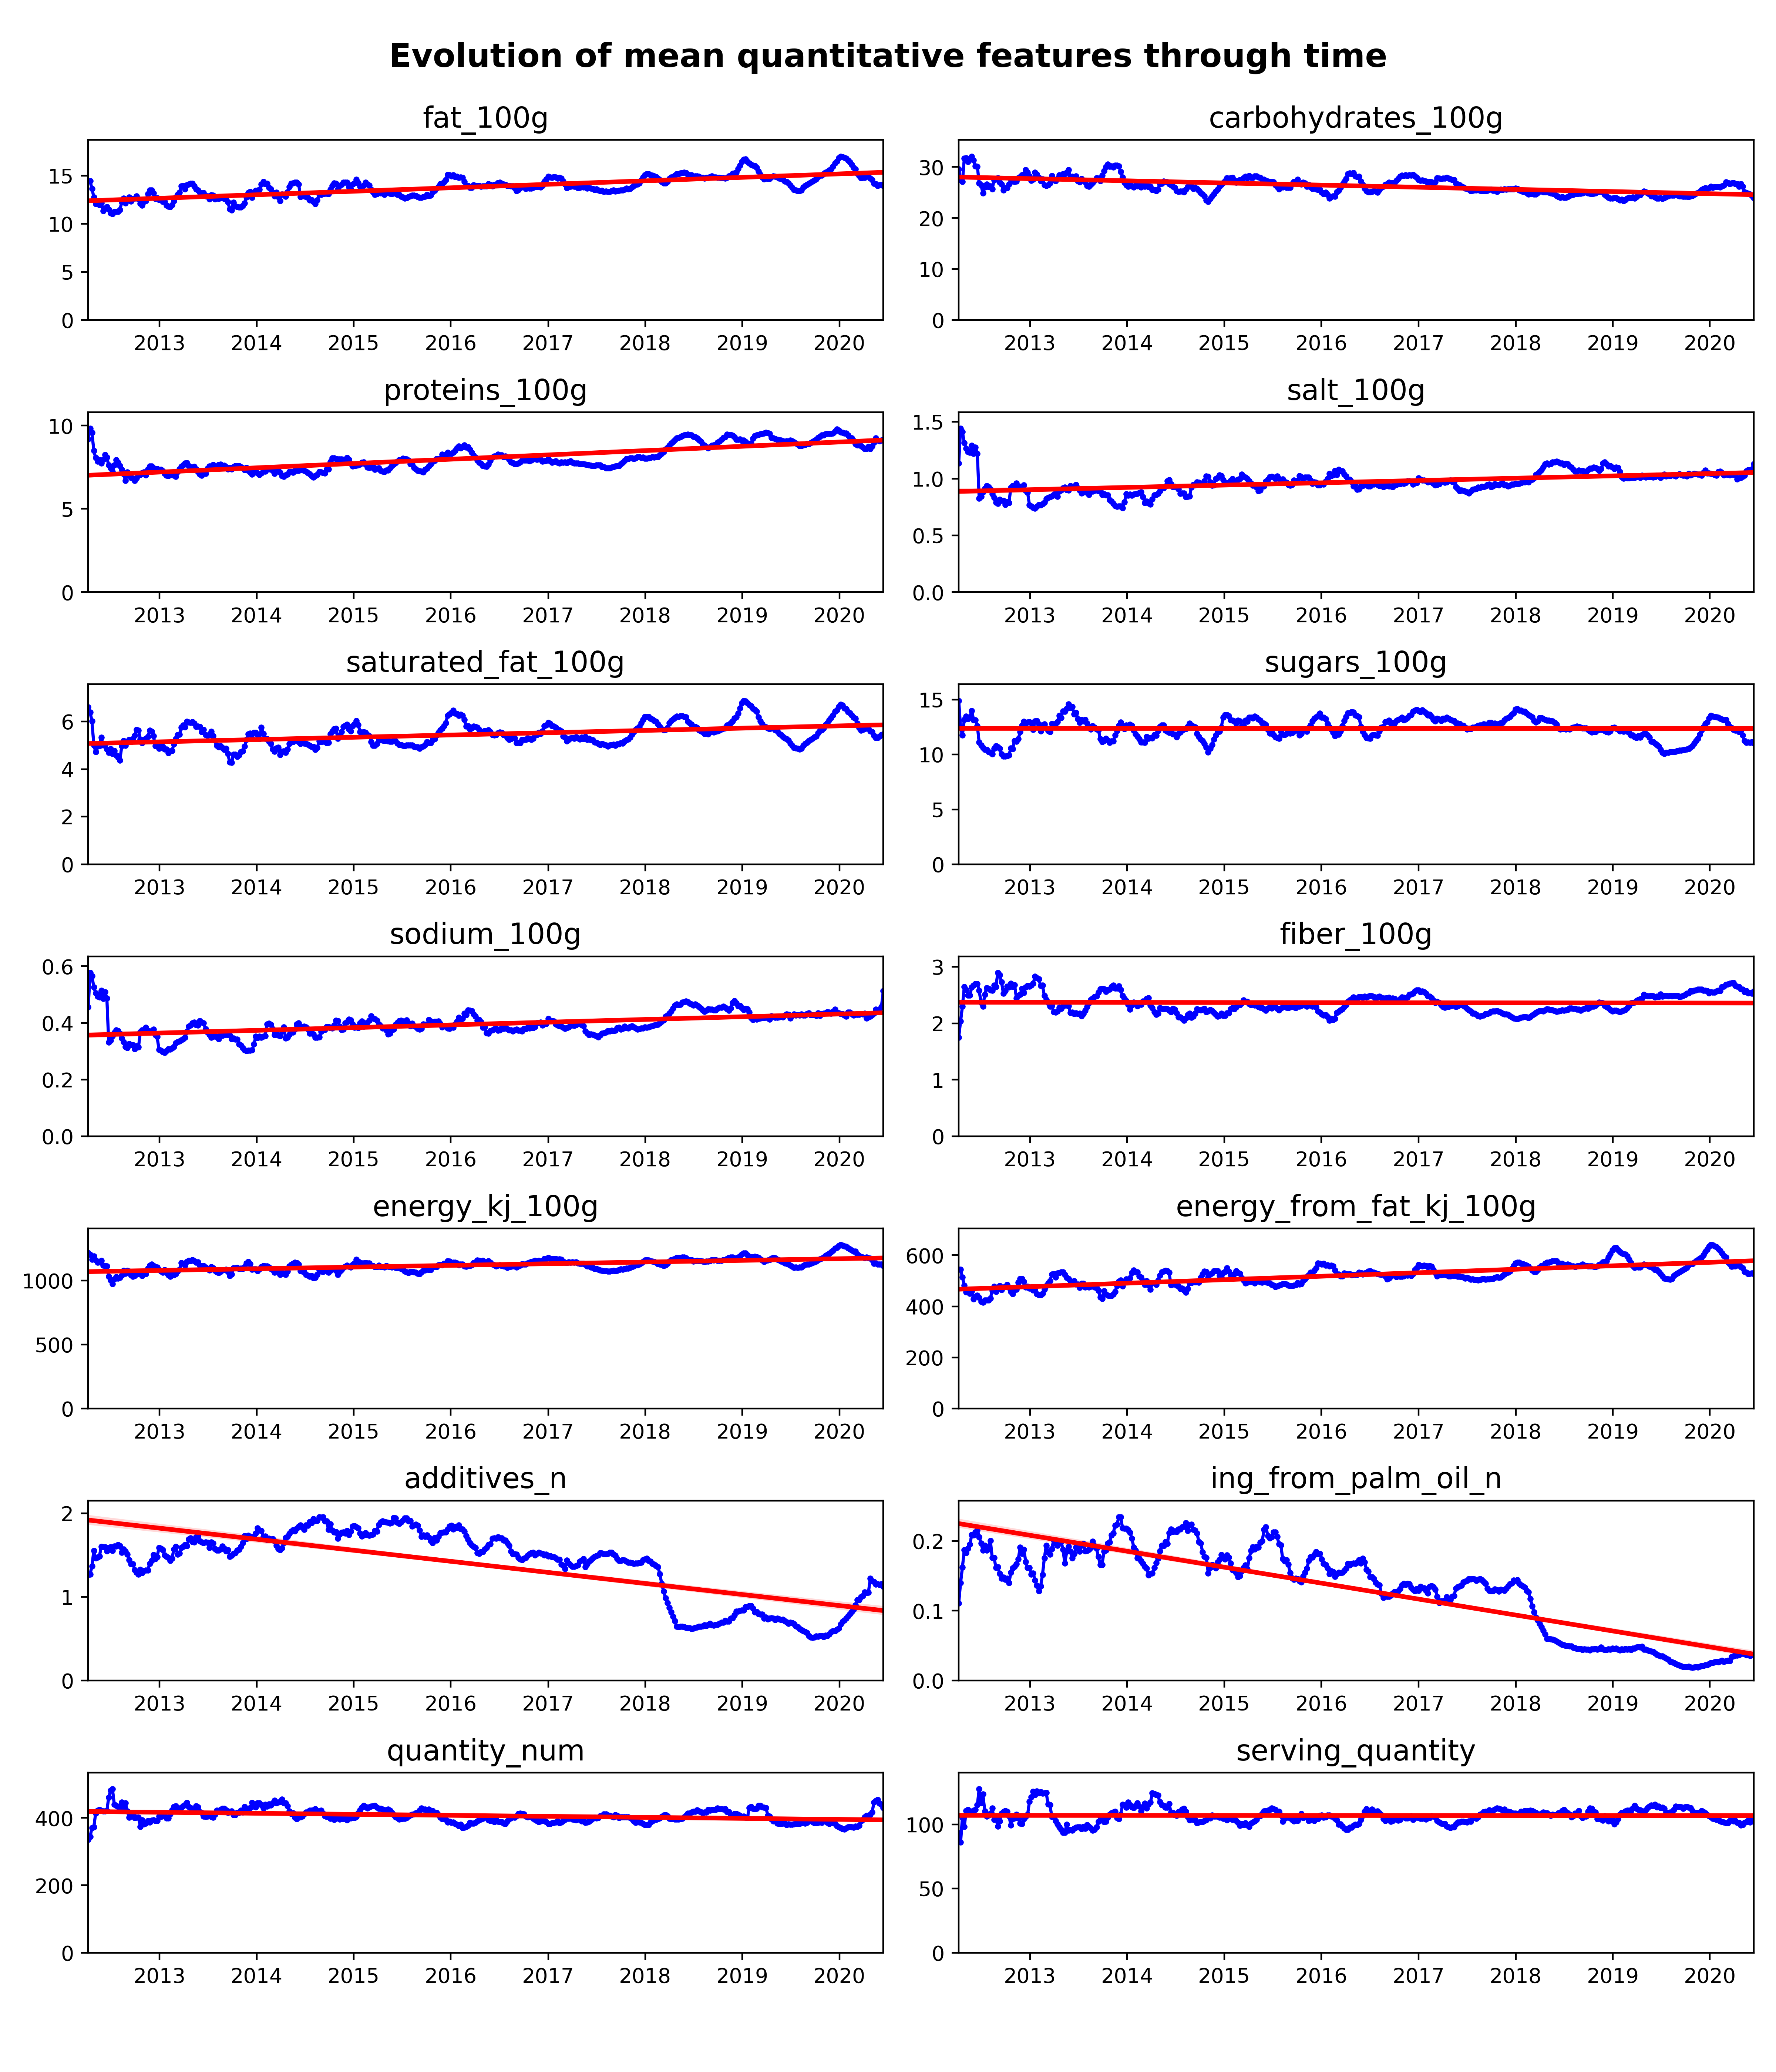 Evolution of mean quantitative features through time
fat_100g
15
10
5
0
2013 2014 2015 2016 2017 2018 2019 2020
carbohydrates_100g
30
20
10
0
2013 2014 2015 2016 2017 2018 2019 2020
proteins_100g
10
5
0
2013 2014 2015 2016 2017 2018 2019 2020
salt_100g
1.5
1.0
0.5
0.0
2013 2014 2015 2016 2017 2018 2019 2020
saturated_fat_100g
6
4
2
0
2013 2014 2015 2016 2017 2018 2019 2020
sugars_100g
15
10
5
0
2013 2014 2015 2016 2017 2018 2019 2020
sodium_100g
0.6
0.4
0.2
0.0
2013 2014 2015 2016 2017 2018 2019 2020
fiber_100g
3
2
1
0
2013 2014 2015 2016 2017 2018 2019 2020
energy_kj_100g
1000
500
0
2013 2014 2015 2016 2017 2018 2019 2020
energy_from_fat_kj_100g
600
400
200
0
2013 2014 2015 2016 2017 2018 2019 2020
additives_n
2
1
0
2013 2014 2015 2016 2017 2018 2019 2020
ing_from_palm_oil_n
0.2
0.1
0.0
2013 2014 2015 2016 2017 2018 2019 2020
quantity_num
400
200
0
2013 2014 2015 2016 2017 2018 2019 2020
serving_quantity
100
50
0
2013 2014 2015 2016 2017 2018 2019 2020